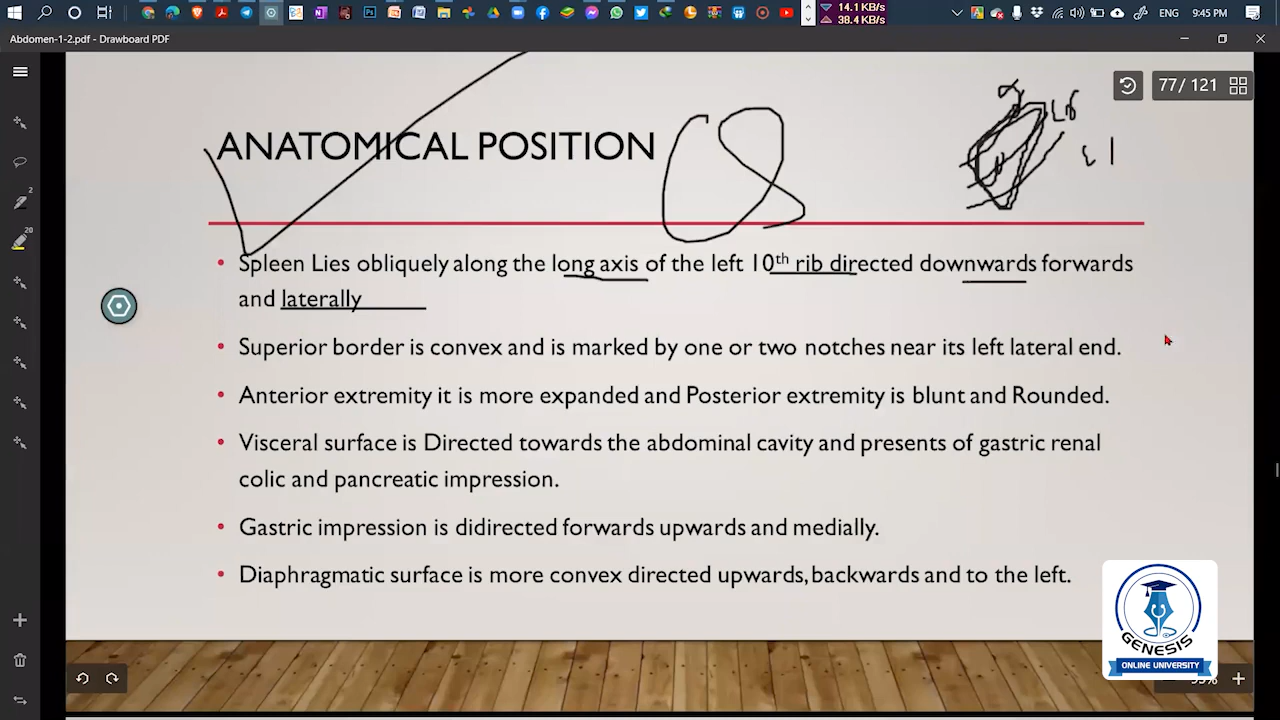 14.1 KB/s
38.4 KB/s
ENG
9:45 PM
Abdomen-1-2.pdf - Drawboard PDF
77 / 121
2
20
ANATOMICAL POSITION
• Spleen Lies obliquely along the long axis of the left 10th rib directed downwards forwards
and laterally
• Superior border is convex and is marked by one or two notches near its left lateral end.
• Anterior extremity it is more expanded and Posterior extremity is blunt and Rounded.
• Visceral surface is Directed towards the abdominal cavity and presents of gastric renal
colic and pancreatic impression.
• Gastric impression is didirected forwards upwards and medially.
• Diaphragmatic surface is more convex directed upwards, backwards and to the left.
GENESIS
ONLINE UNIVERSITY